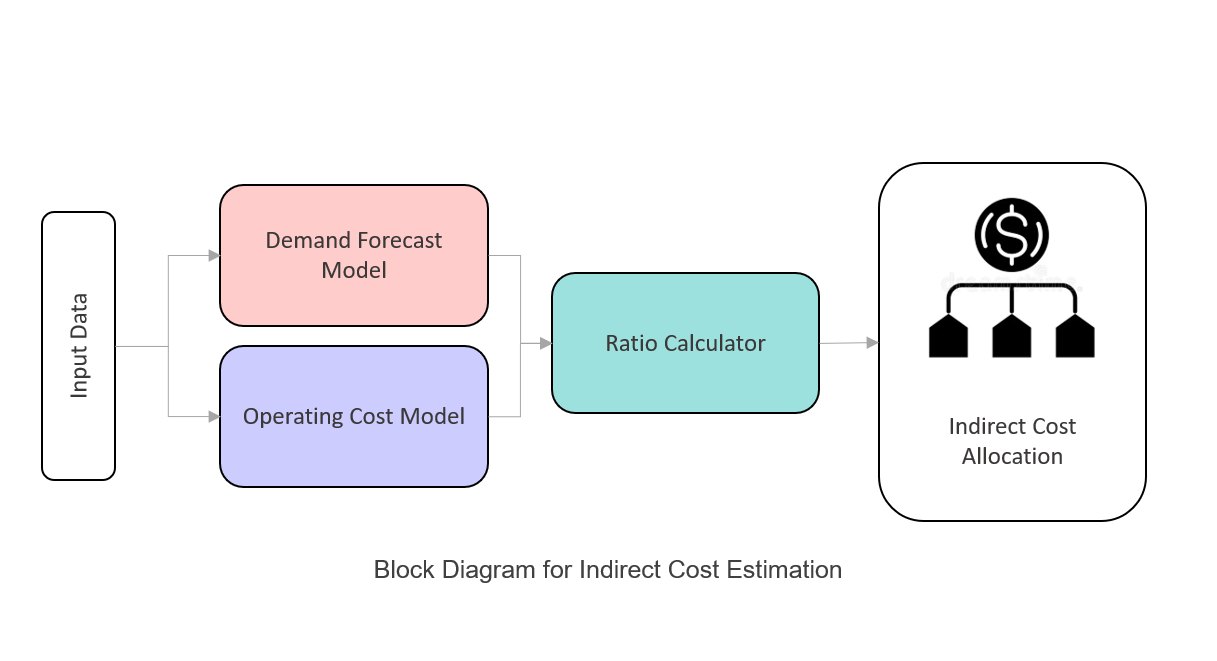 Input Data
Demand Forecast
Model
Operating Cost Model
Ratio Calculator
Indirect Cost
Allocation
Block Diagram for Indirect Cost Estimation